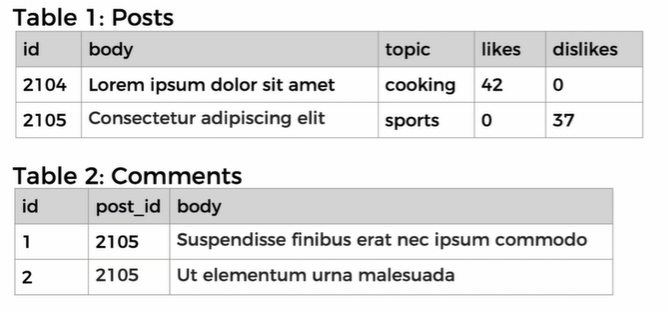 Table 1: Posts
id body topic likes dislikes
2104 Lorem ipsum dolor sit amet cooking 42 0
2105 Consectetur adipiscing elit sports 0 37
Table 2: Comments
id post_id body
1 2105 Suspendisse finibus erat nec ipsum commodo
2 2105 Ut elementum urna malesuada